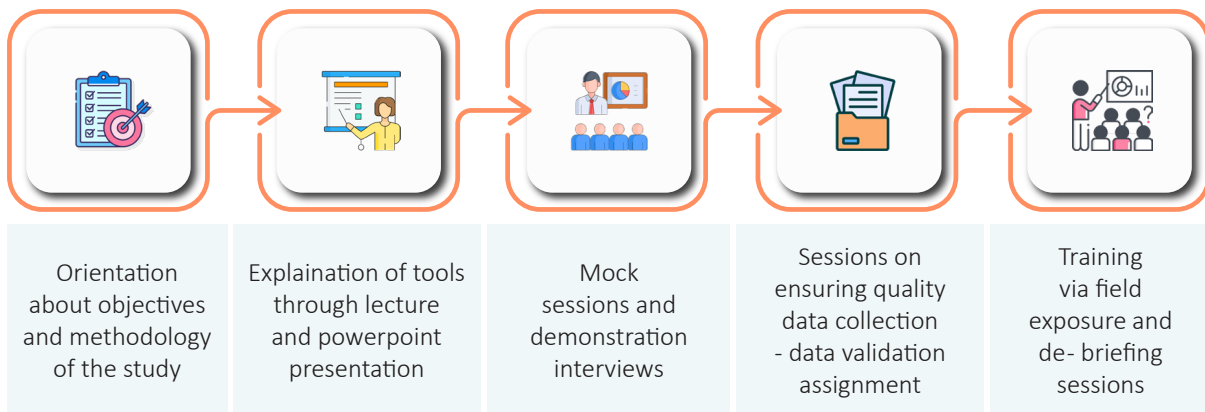 Orientation
about objectives
and methodology
of the study
Explaination of tools
through lecture
and powerpoint
presentation
Mock
sessions and
demonstration
interviews
Sessions on
ensuring quality
data collection
- data validation
assignment
Training
via field
exposure and
de- briefing
sessions